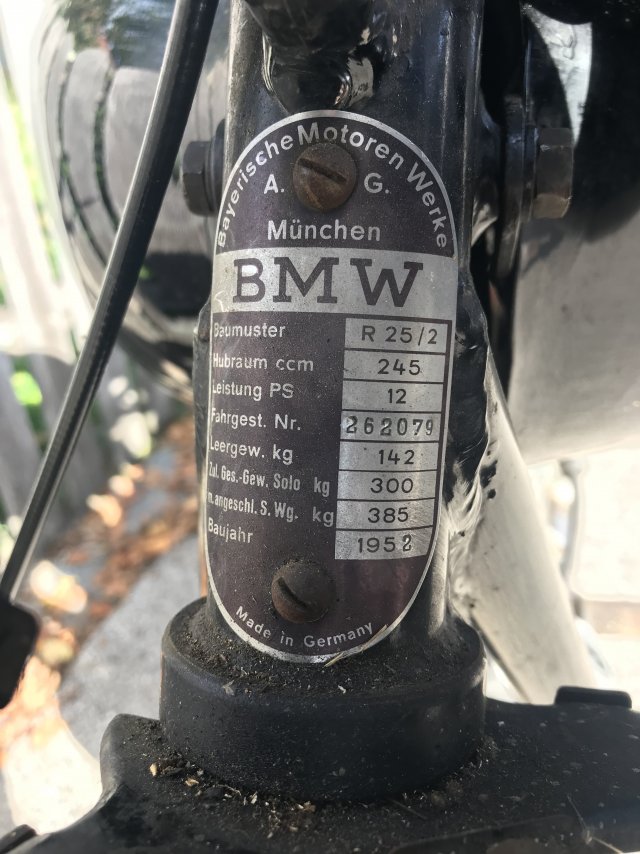 Bayerische Motoren Werke
A. G.
München
BMW
Baumuster R 25/2
Hubraum ccm 245
Leistung PS 12
Fahrgest. Nr. 262079
Leergew. kg 142
Zul. Ges.-Gew. Solo kg 300
m. angeschl. S. Wg. kg 385
Baujahr 1952
Made in Germany